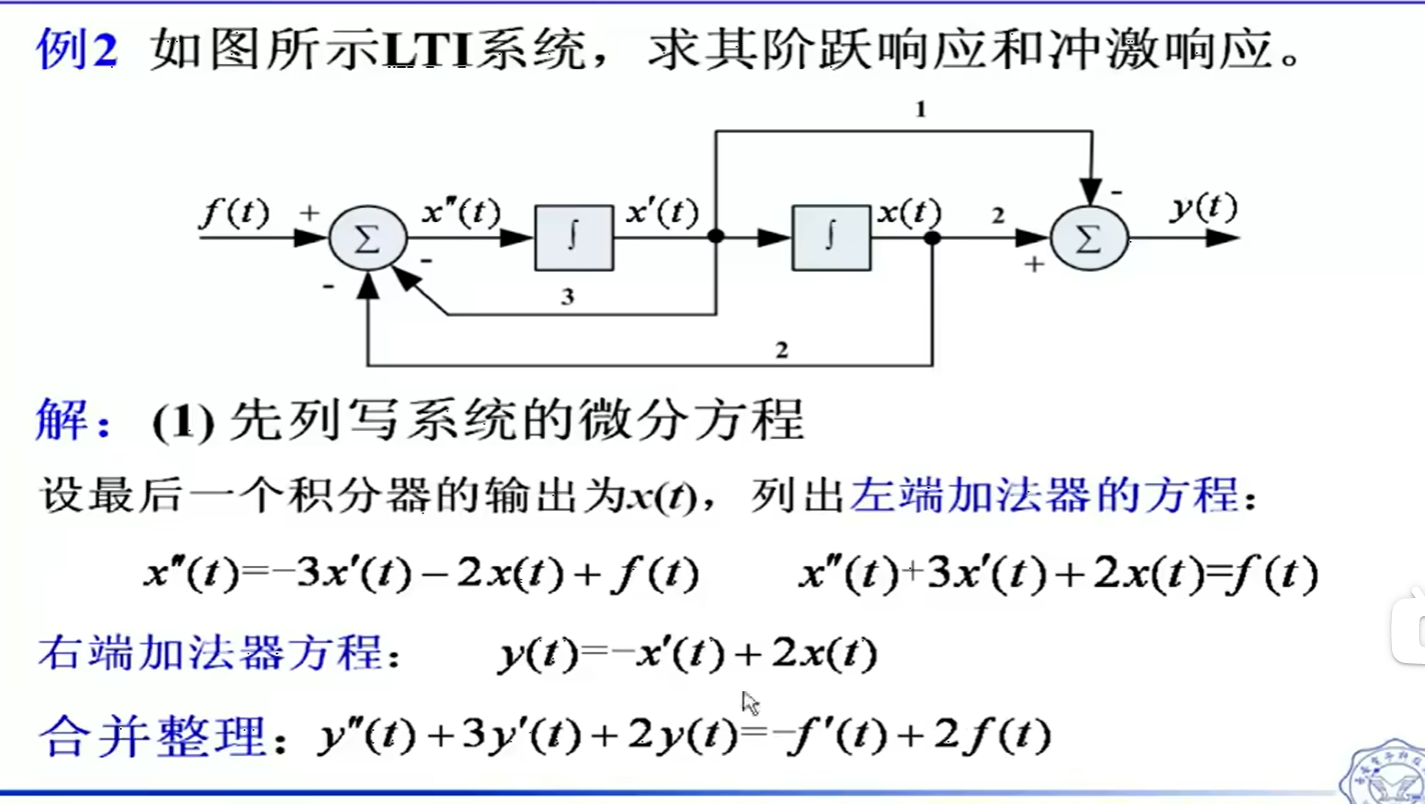 例2 如图所示LTI系统，求其阶跃响应和冲激响应。
1
f(t) + Σ x″(t) ∫ x′(t) ∫ x(t) 2 Σ - y(t)
- +
- 3
2
解：(1) 先列写系统的微分方程
设最后一个积分器的输出为x(t)，列出左端加法器的方程：
x″(t)=−3x′(t)−2x(t)+f(t) x″(t)+3x′(t)+2x(t)=f(t)
右端加法器方程： y(t)=−x′(t)+2x(t)
合并整理：y″(t)+3y′(t)+2y(t)=−f′(t)+2f(t)